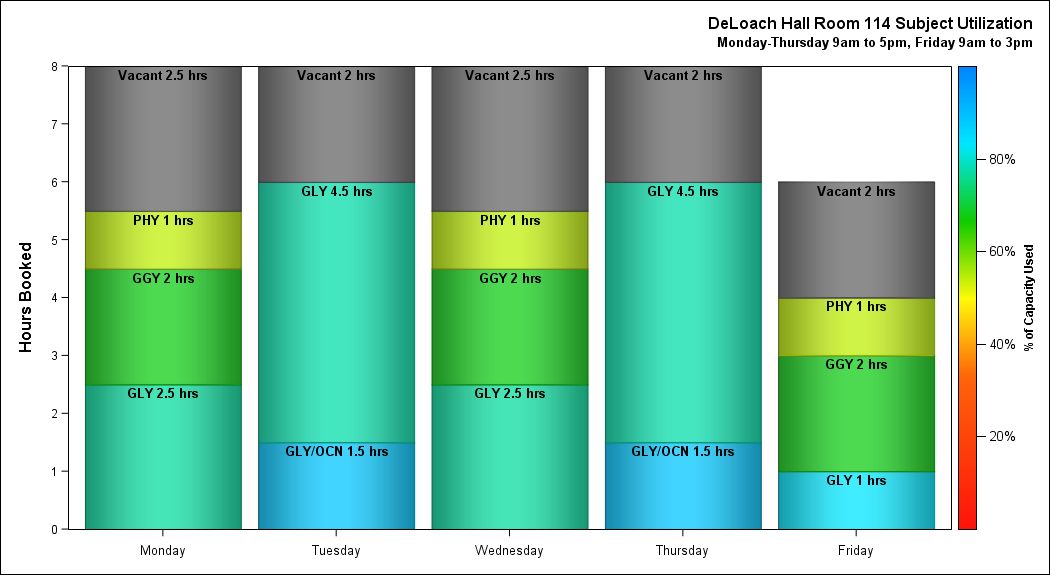 DeLoach Hall Room 114 Subject Utilization
Monday-Thursday 9am to 5pm, Friday 9am to 3pm
Hours Booked
8
7
6
5
4
3
2
1
0
Vacant 2.5 hrs
PHY 1 hrs
GGY 2 hrs
GLY 2.5 hrs
Monday
Vacant 2 hrs
GLY 4.5 hrs
GLY/OCN 1.5 hrs
Tuesday
Vacant 2.5 hrs
PHY 1 hrs
GGY 2 hrs
GLY 2.5 hrs
Wednesday
Vacant 2 hrs
GLY 4.5 hrs
GLY/OCN 1.5 hrs
Thursday
Vacant 2 hrs
PHY 1 hrs
GGY 2 hrs
GLY 1 hrs
Friday
80%
60%
40%
20%
% of Capacity Used